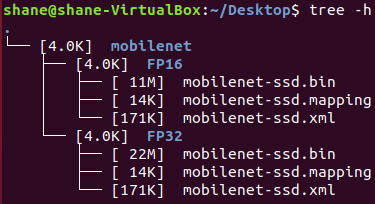 shane@shane-VirtualBox:~/Desktop$ tree -h
.
└── [4.0K]  mobilenet
    ├── [4.0K]  FP16
    │   ├── [ 11M]  mobilenet-ssd.bin
    │   ├── [ 14K]  mobilenet-ssd.mapping
    │   └── [171K]  mobilenet-ssd.xml
    └── [4.0K]  FP32
        ├── [ 22M]  mobilenet-ssd.bin
        ├── [ 14K]  mobilenet-ssd.mapping
        └── [171K]  mobilenet-ssd.xml